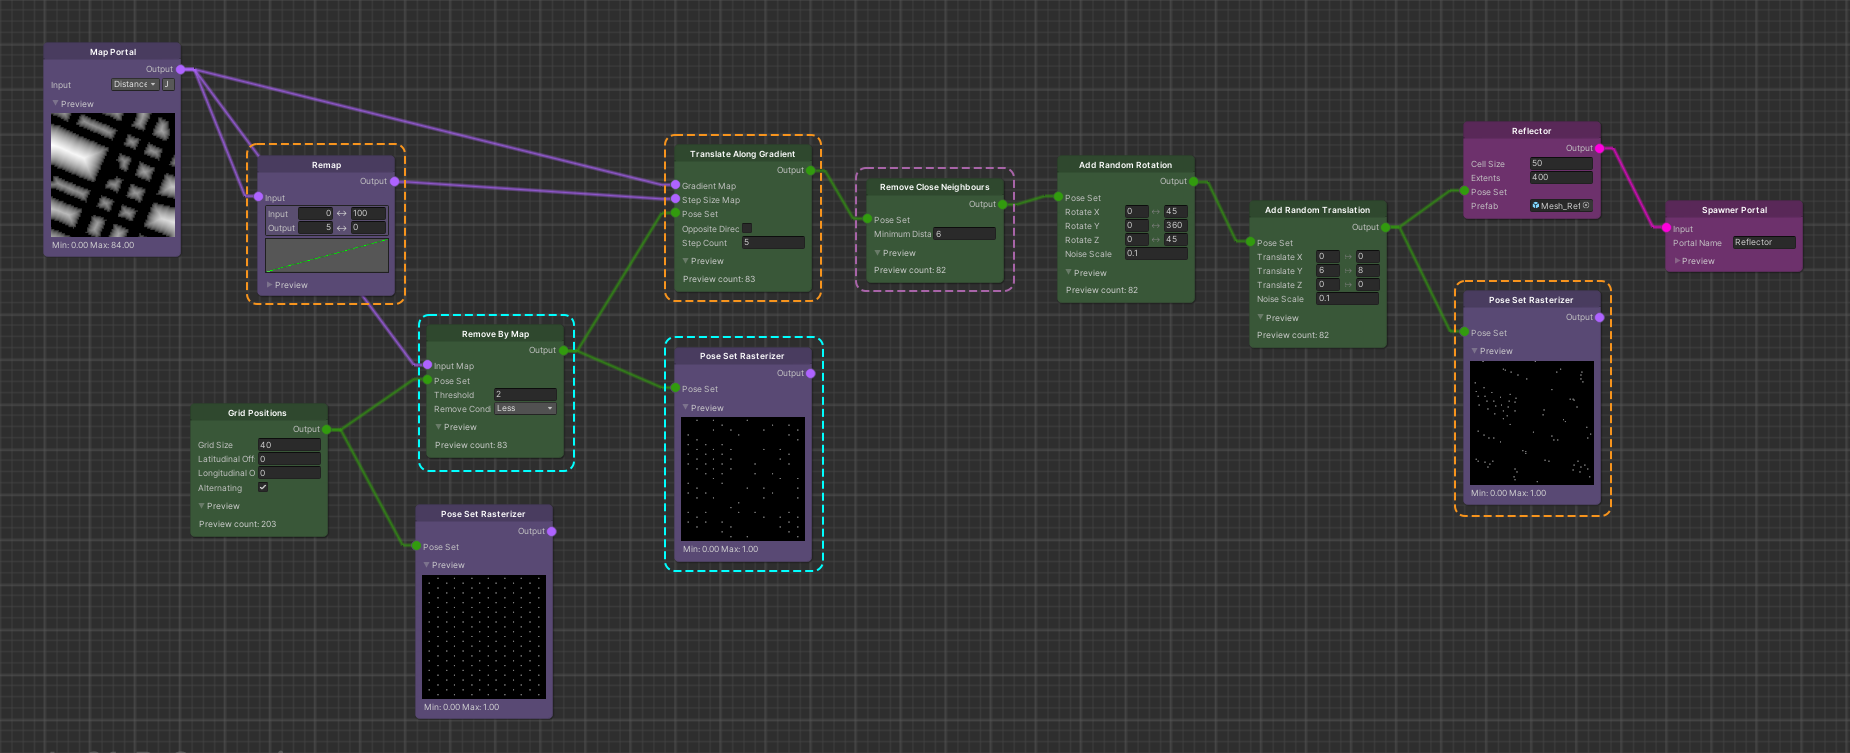 Map Portal
Output
Input Distance J
Preview
Min: 0.00 Max: 84.00
Remap
Output
Input
Input 0 ↔ 100
Output 5 ↔ 0
Preview
Grid Positions
Output
Grid Size 40
Latitudinal Off 0
Longitudinal O 0
Alternating
Preview
Preview count: 203
Remove By Map
Output
Input Map
Pose Set
Threshold 2
Remove Cond Less
Preview
Preview count: 83
Pose Set Rasterizer
Output
Pose Set
Preview
Min: 0.00 Max: 1.00
Translate Along Gradient
Output
Gradient Map
Step Size Map
Pose Set
Opposite Direc
Step Count 5
Preview
Preview count: 83
Pose Set Rasterizer
Output
Pose Set
Preview
Min: 0.00 Max: 1.00
Remove Close Neighbours
Output
Pose Set
Minimum Dista 6
Preview
Preview count: 82
Add Random Rotation
Output
Pose Set
Rotate X 0 ↔ 45
Rotate Y 0 ↔ 360
Rotate Z 0 ↔ 45
Noise Scale 0.1
Preview
Preview count: 82
Add Random Translation
Output
Pose Set
Translate X 0 ↔ 0
Translate Y 6 ↔ 8
Translate Z 0 ↔ 0
Noise Scale 0.1
Preview
Preview count: 82
Reflector
Output
Cell Size 50
Extents 400
Pose Set
Prefab Mesh_Ref
Pose Set Rasterizer
Output
Pose Set
Preview
Min: 0.00 Max: 1.00
Spawner Portal
Input
Portal Name Reflector
Preview